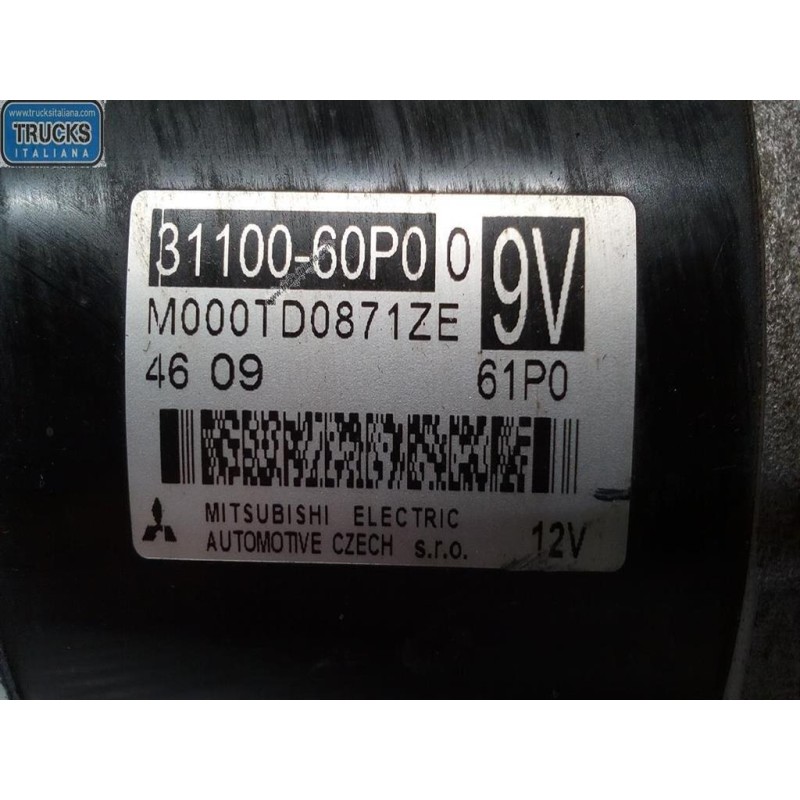 www.trucksitaliana.com
TRUCKS
ITALIANA
31100-60P0 0 9V
M000TD0871ZE
46 09 61P0
MITSUBISHI ELECTRIC
AUTOMOTIVE CZECH s.r.o. 12V